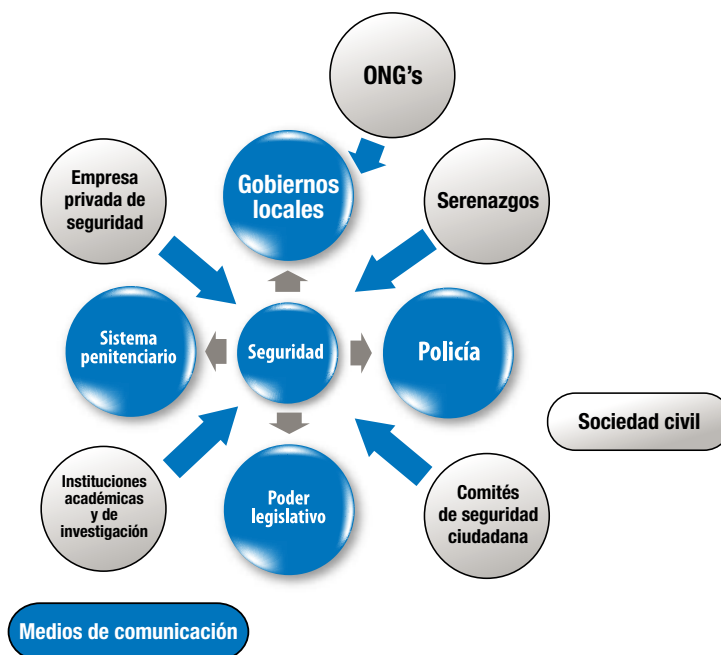 ONG's
Gobiernos
locales
Empresa
privada de
seguridad
Serenazgos
Sistema
penitenciario
Seguridad
Policía
Sociedad civil
Instituciones
académicas
y de
investigación
Poder
legislativo
Comités
de seguridad
ciudadana
Medios de comunicación